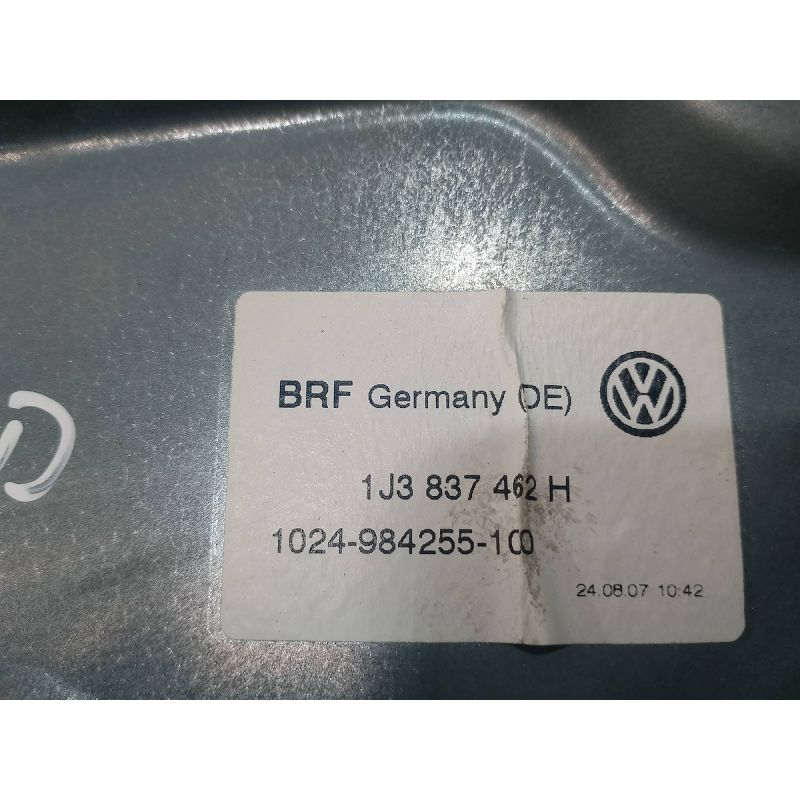 BRF Germany (DE)
1J3 837 462 H
1024-984255-100
24.08.07 10:42